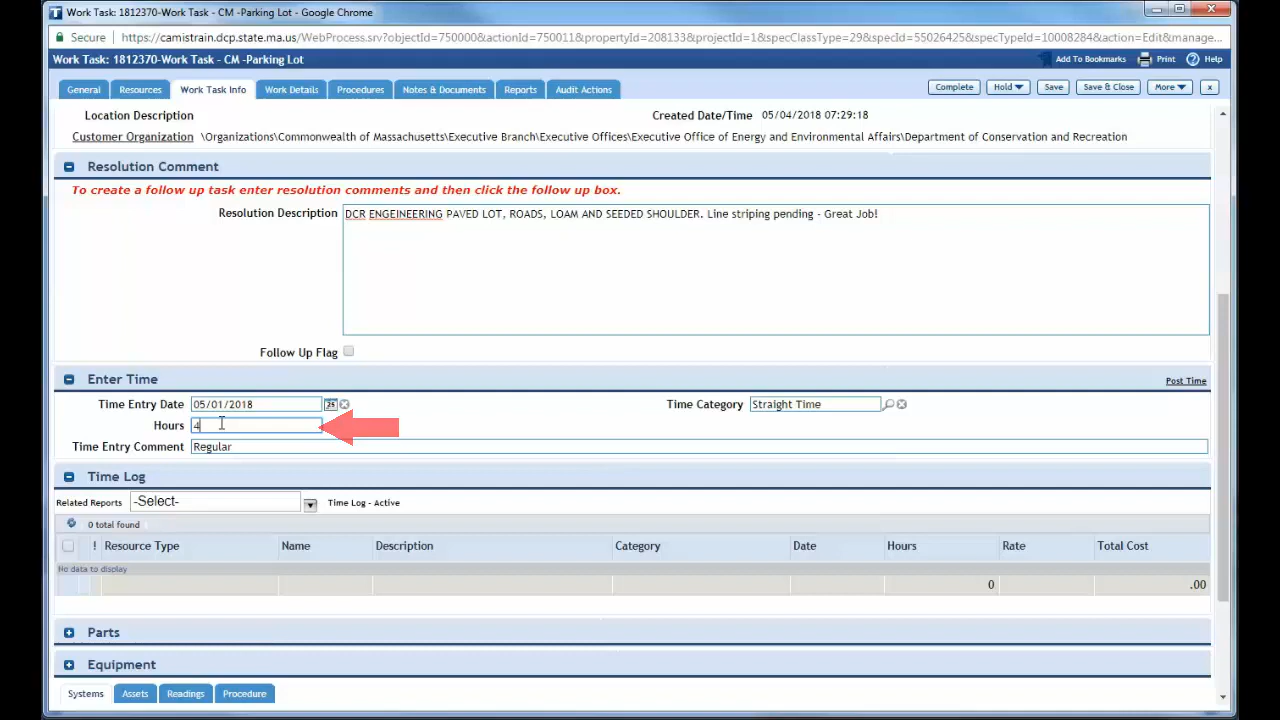 Work Task: 1812370-Work Task - CM -Parking Lot - Google Chrome
Secure https://camistrain.dcp.state.ma.us/WebProcess.srv?objectId=750000&actionId=750011&propertyId=208133&projectId=1&specClassType=29&specId=55026425&specTypeId=10008284&action=Edit&manage...
Work Task: 1812370-Work Task - CM -Parking Lot Add To Bookmarks Print Help
General Resources Work Task Info Work Details Procedures Notes & Documents Reports Audit Actions Complete Hold Save Save & Close More x
Location Description Created Date/Time 05/04/2018 07:29:18
Customer Organization \Organizations\Commonwealth of Massachusetts\Executive Branch\Executive Offices\Executive Office of Energy and Environmental Affairs\Department of Conservation and Recreation
Resolution Comment
To create a follow up task enter resolution comments and then click the follow up box.
Resolution Description DCR ENGEINEERING PAVED LOT, ROADS, LOAM AND SEEDED SHOULDER. Line striping pending - Great Job!
Follow Up Flag
Enter Time Post Time
Time Entry Date 05/01/2018 Time Category Straight Time
Hours 4
Time Entry Comment Regular
Time Log
Related Reports -Select- Time Log - Active
0 total found
! Resource Type Name Description Category Date Hours Rate Total Cost
No data to display
0 .00
Parts
Equipment
Systems Assets Readings Procedure